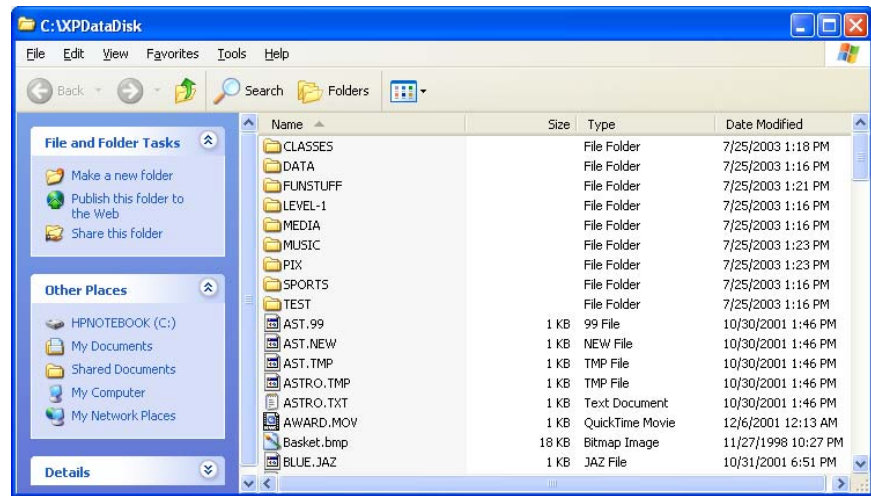 C:\XPDataDisk
File Edit View Favorites Tools Help
Back Search Folders
File and Folder Tasks
Make a new folder
Publish this folder to
the Web
Share this folder
Other Places
HPNOTEBOOK (C:)
My Documents
Shared Documents
My Computer
My Network Places
Details
Name Size Type Date Modified
CLASSES File Folder 7/25/2003 1:18 PM
DATA File Folder 7/25/2003 1:16 PM
FUNSTUFF File Folder 7/25/2003 1:21 PM
LEVEL-1 File Folder 7/25/2003 1:16 PM
MEDIA File Folder 7/25/2003 1:16 PM
MUSIC File Folder 7/25/2003 1:23 PM
PIX File Folder 7/25/2003 1:23 PM
SPORTS File Folder 7/25/2003 1:16 PM
TEST File Folder 7/25/2003 1:16 PM
AST.99 1 KB 99 File 10/30/2001 1:46 PM
AST.NEW 1 KB NEW File 10/30/2001 1:46 PM
AST.TMP 1 KB TMP File 10/30/2001 1:46 PM
ASTRO.TMP 1 KB TMP File 10/30/2001 1:46 PM
ASTRO.TXT 1 KB Text Document 10/30/2001 1:46 PM
AWARD.MOV 1 KB QuickTime Movie 12/6/2001 12:13 AM
Basket.bmp 18 KB Bitmap Image 11/27/1998 10:27 PM
BLUE.JAZ 1 KB JAZ File 10/31/2001 6:51 PM